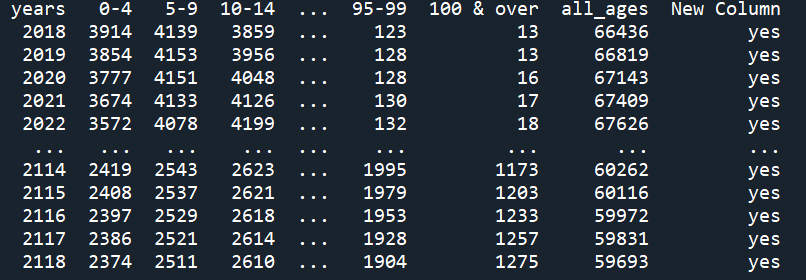 years 0-4 5-9 10-14 ... 95-99 100 & over all_ages New Column
2018 3914 4139 3859 ... 123 13 66436 yes
2019 3854 4153 3956 ... 128 13 66819 yes
2020 3777 4151 4048 ... 128 16 67143 yes
2021 3674 4133 4126 ... 130 17 67409 yes
2022 3572 4078 4199 ... 132 18 67626 yes
... ... ... ... ... ... ... ... ...
2114 2419 2543 2623 ... 1995 1173 60262 yes
2115 2408 2537 2621 ... 1979 1203 60116 yes
2116 2397 2529 2618 ... 1953 1233 59972 yes
2117 2386 2521 2614 ... 1928 1257 59831 yes
2118 2374 2511 2610 ... 1904 1275 59693 yes